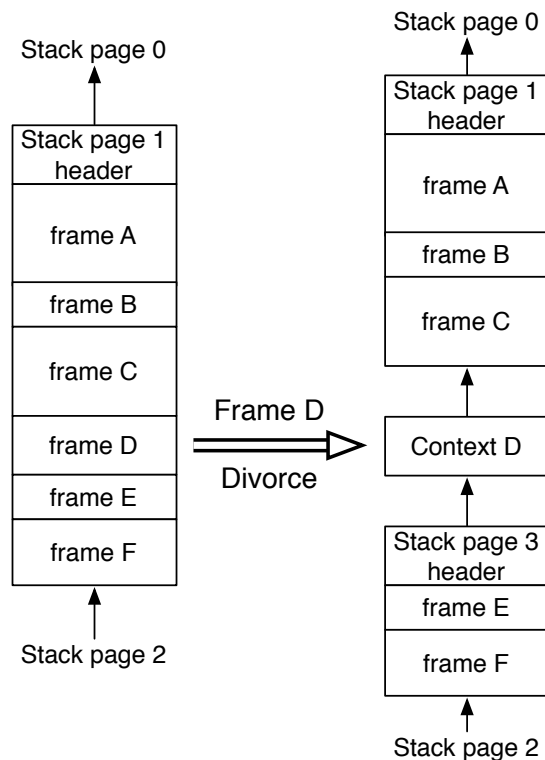 Stack page 0
Stack page 1
header
frame A
frame B
frame C
frame D
frame E
frame F
Stack page 2
Frame D
Divorce
Stack page 0
Stack page 1
header
frame A
frame B
frame C
Context D
Stack page 3
header
frame E
frame F
Stack page 2